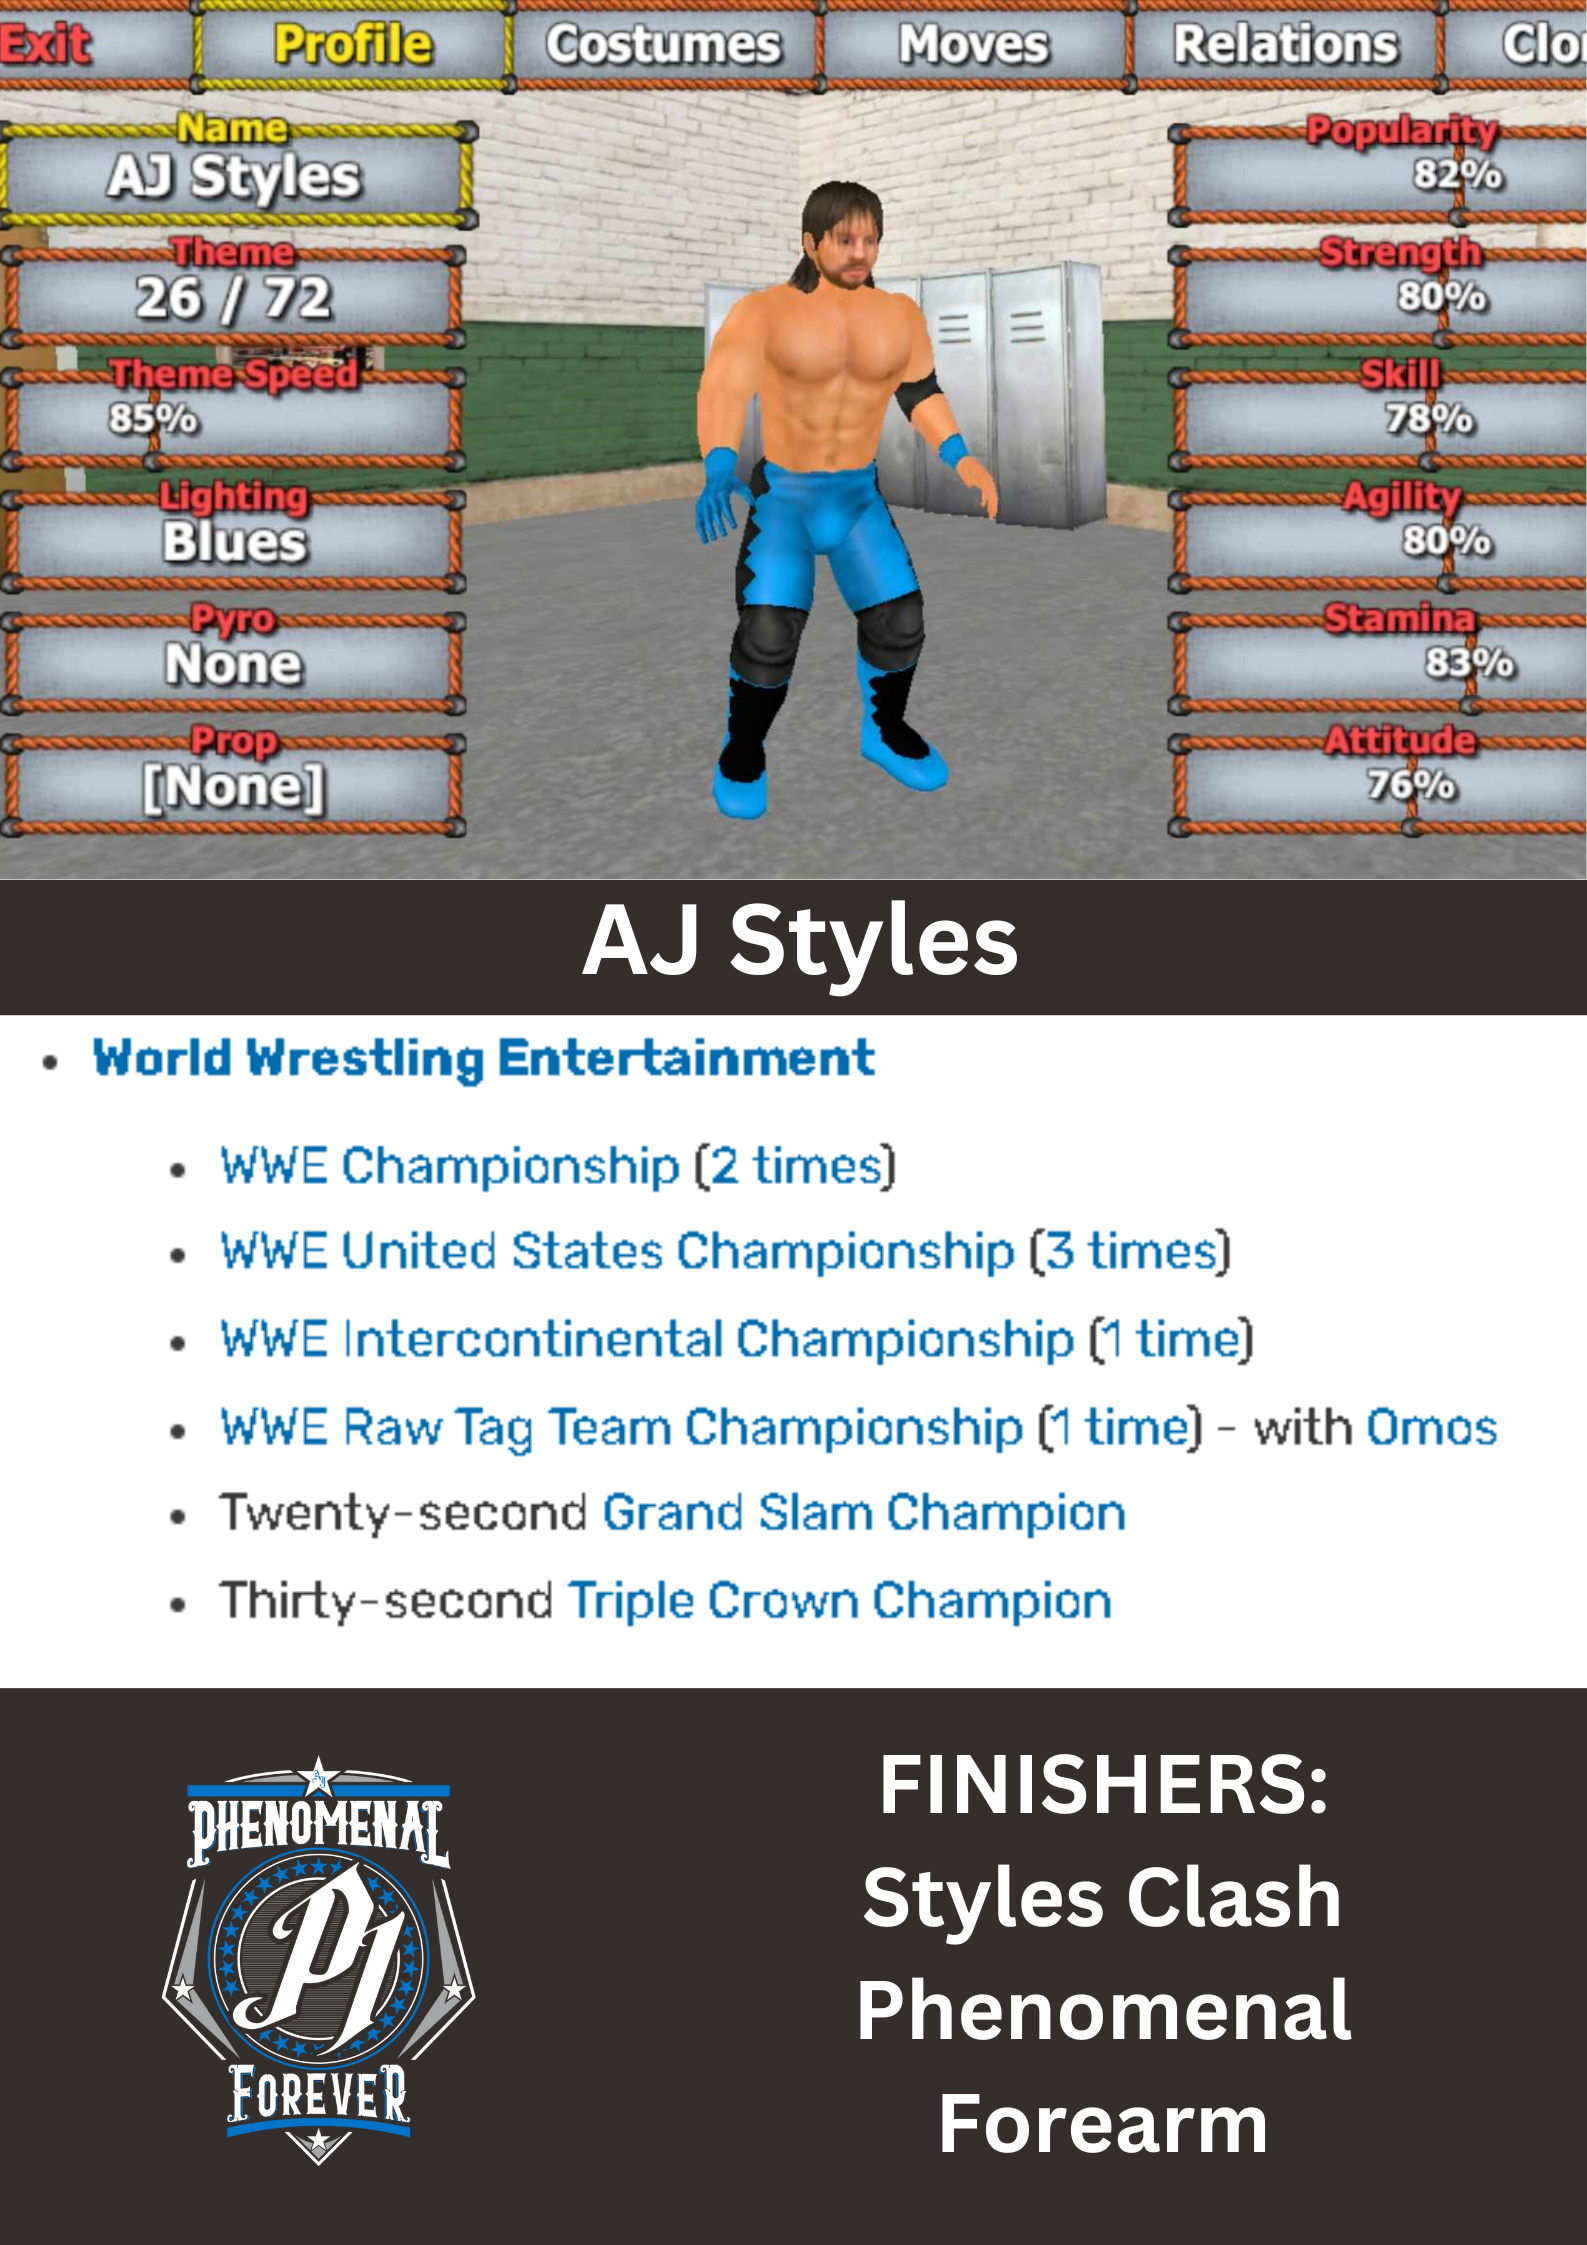 Exit Profile Costumes Moves Relations Clo
Name
AJ Styles
Theme
26 / 72
Theme Speed
85%
Lighting
Blues
Pyro
None
Prop
[None]
Popularity
82%
Strength
80%
Skill
78%
Agility
80%
Stamina
83%
Attitude
76%
AJ Styles
• World Wrestling Entertainment
• WWE Championship (2 times)
• WWE United States Championship (3 times)
• WWE Intercontinental Championship (1 time)
• WWE Raw Tag Team Championship (1 time) - with Omos
• Twenty-second Grand Slam Champion
• Thirty-second Triple Crown Champion
AJ
PHENOMENAL
P1
FOREVER
FINISHERS:
Styles Clash
Phenomenal
Forearm